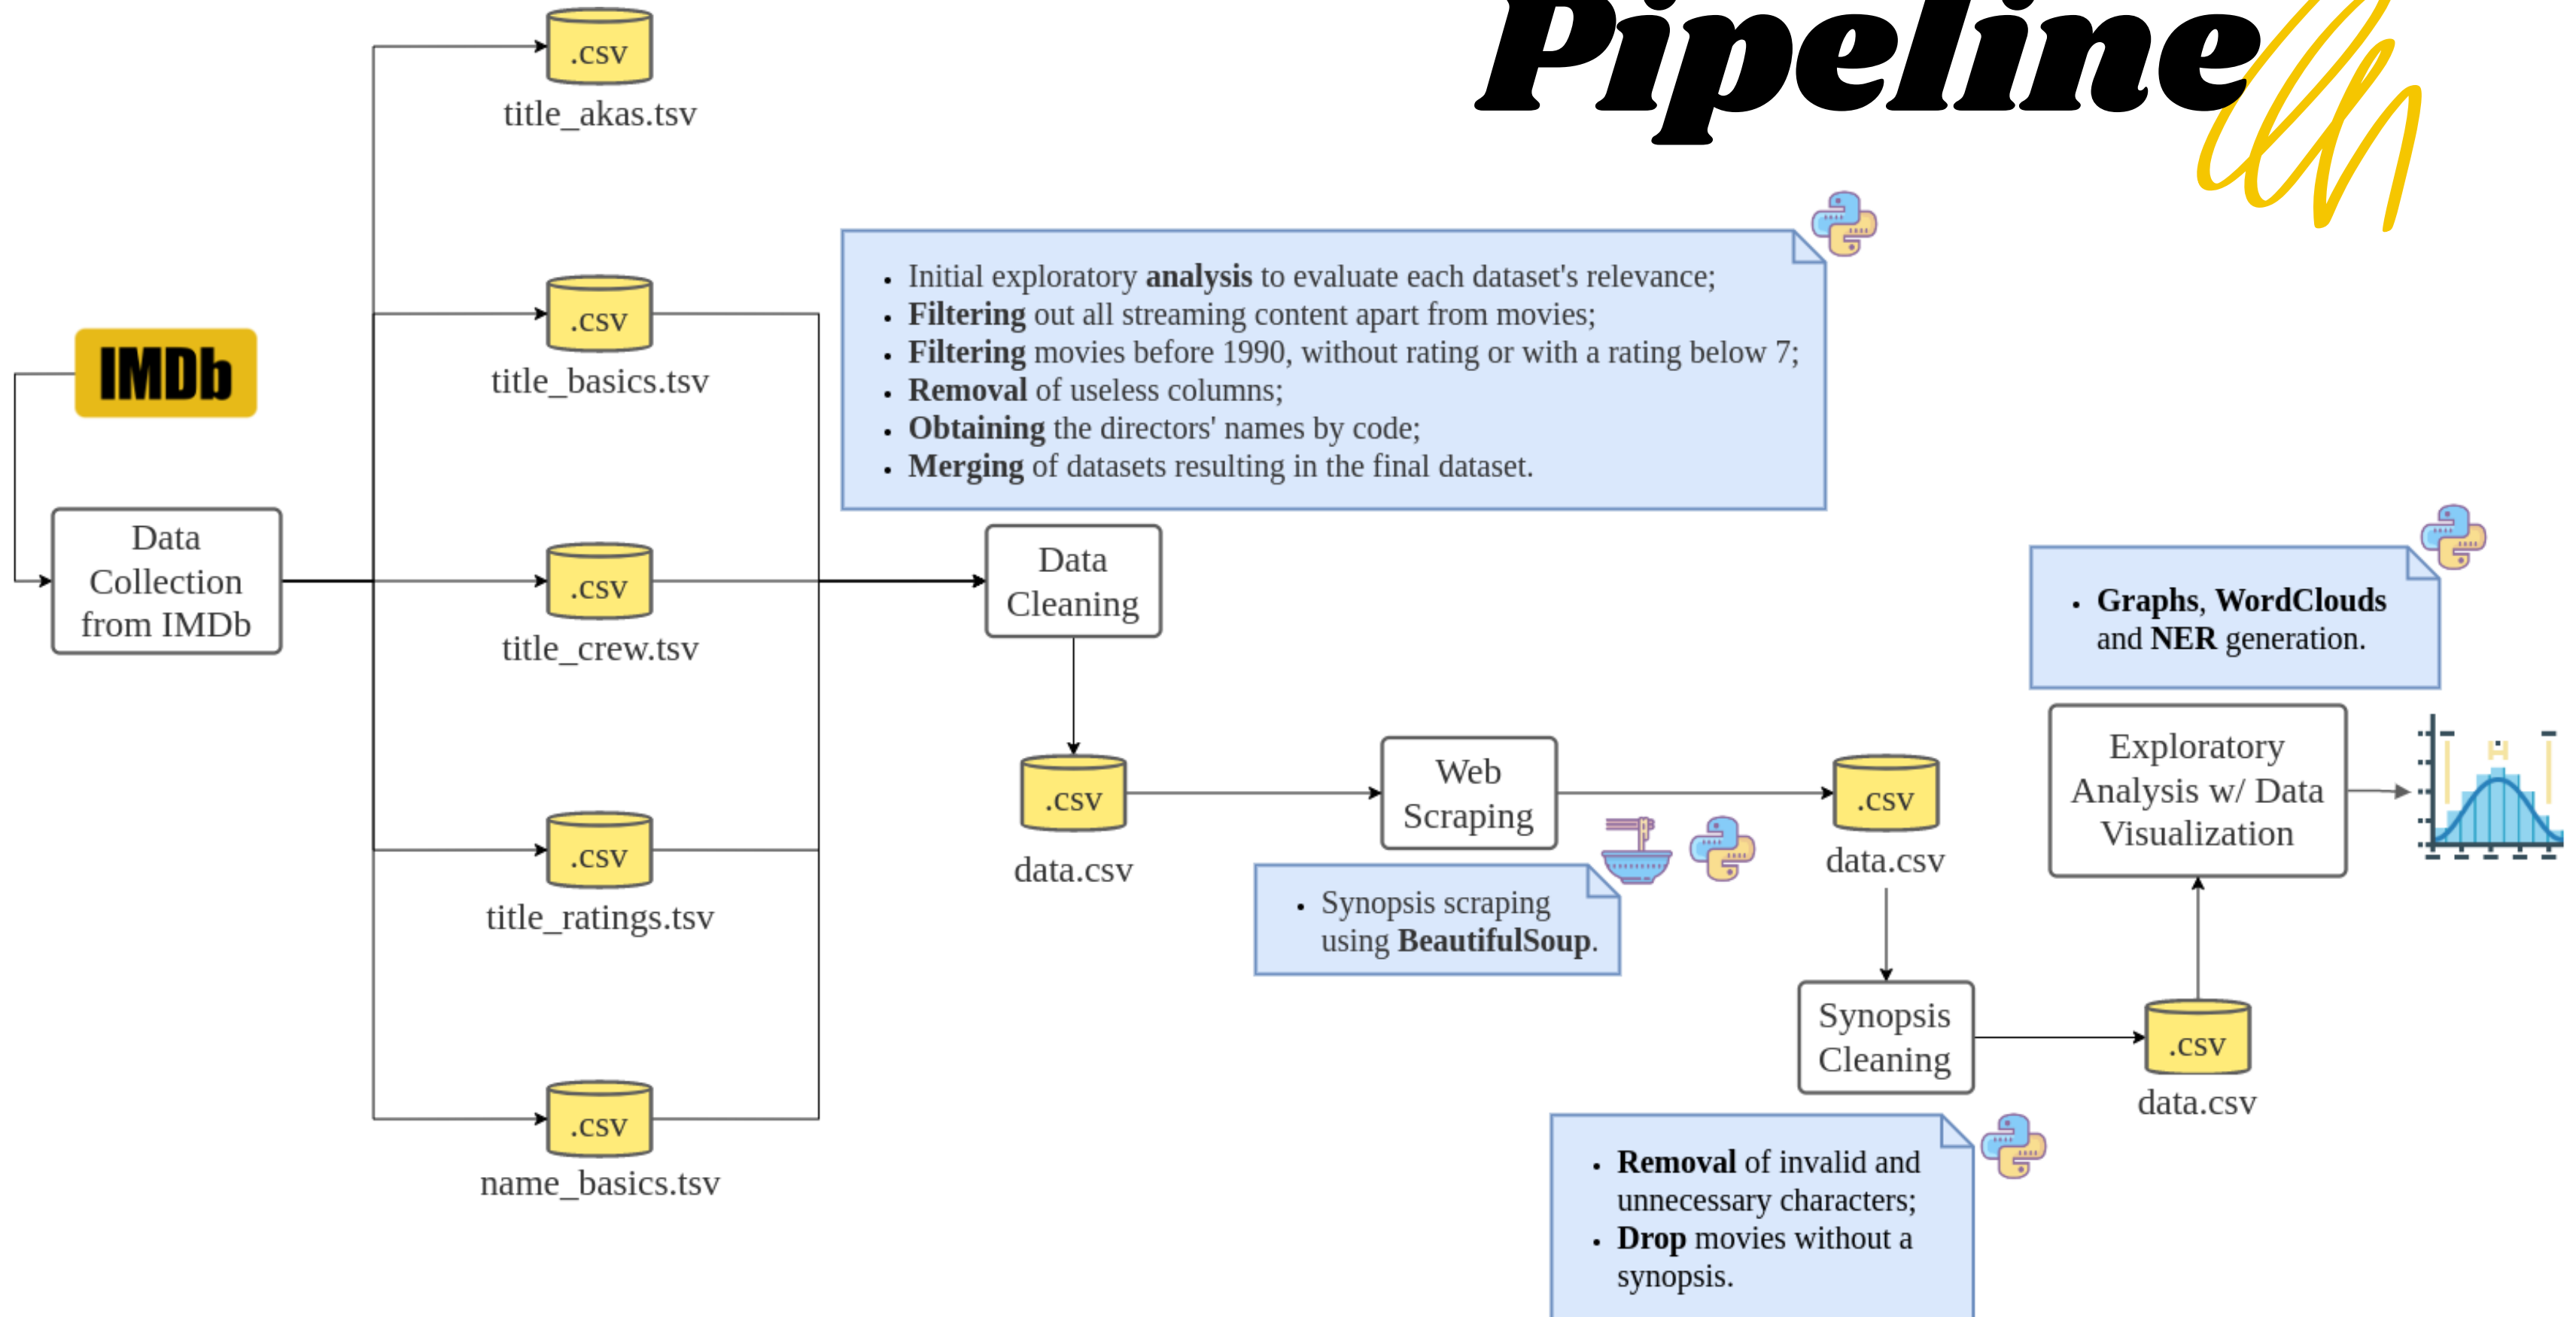 Pipeline
.csv
title_akas.tsv
.csv
title_basics.tsv
IMDb
Data
Collection
from IMDb
.csv
title_crew.tsv
.csv
title_ratings.tsv
.csv
name_basics.tsv
• Initial exploratory analysis to evaluate each dataset's relevance;
• Filtering out all streaming content apart from movies;
• Filtering movies before 1990, without rating or with a rating below 7;
• Removal of useless columns;
• Obtaining the directors' names by code;
• Merging of datasets resulting in the final dataset.
Data
Cleaning
.csv
data.csv
Web
Scraping
• Synopsis scraping
using BeautifulSoup.
.csv
data.csv
Synopsis
Cleaning
• Removal of invalid and
unnecessary characters;
• Drop movies without a
synopsis.
.csv
data.csv
• Graphs, WordClouds
and NER generation.
Exploratory
Analysis w/ Data
Visualization